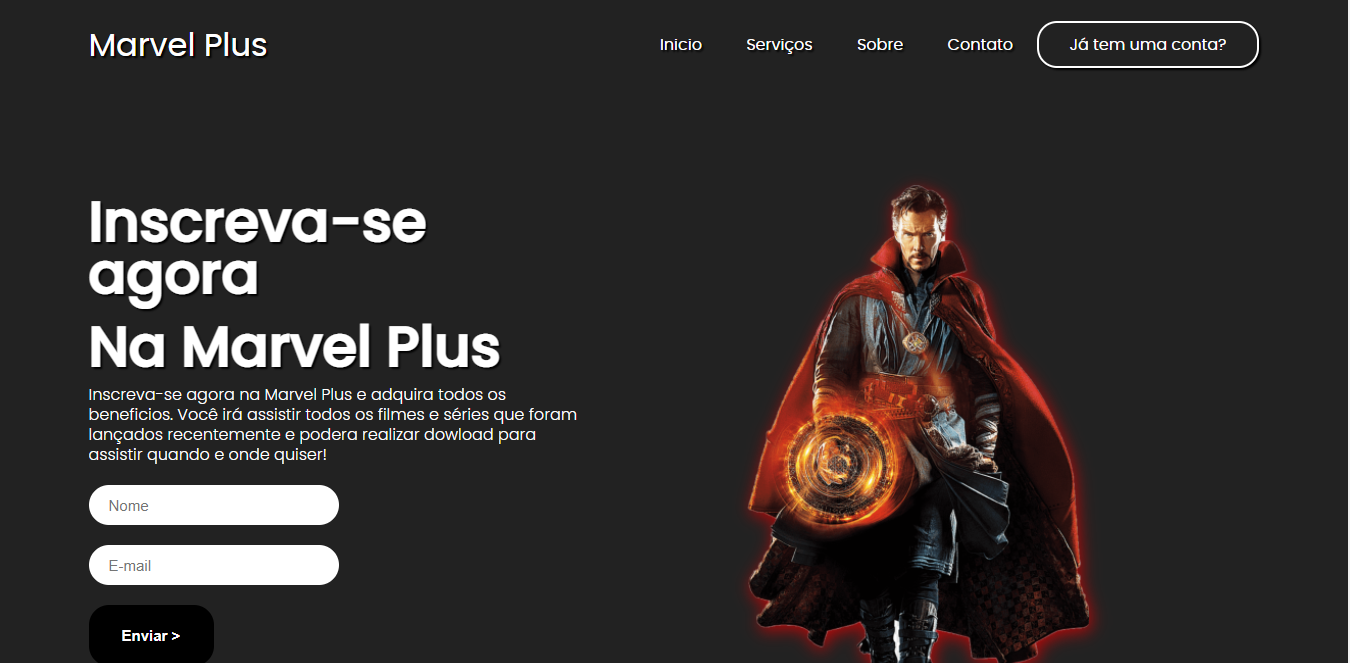 Marvel Plus
Inicio Serviços Sobre Contato Já tem uma conta?
Inscreva-se
agora
Na Marvel Plus
Inscreva-se agora na Marvel Plus e adquira todos os
beneficios. Você irá assistir todos os filmes e séries que foram
lançados recentemente e podera realizar dowload para
assistir quando e onde quiser!
Nome
E-mail
Enviar >